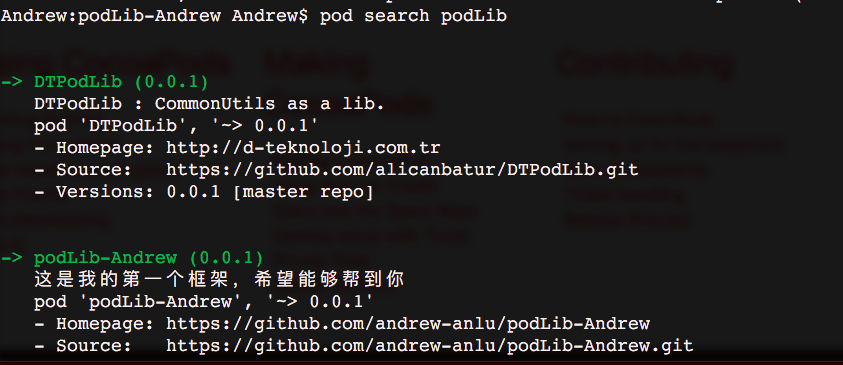 Andrew:podLib-Andrew Andrew$ pod search podLib
-> DTPodLib (0.0.1)
DTPodLib : CommonUtils as a lib.
pod 'DTPodLib', '~> 0.0.1'
- Homepage: http://d-teknoloji.com.tr
- Source: https://github.com/alicanbatur/DTPodLib.git
- Versions: 0.0.1 [master repo]
-> podLib-Andrew (0.0.1)
这是我的第一个框架，希望能够帮到你
pod 'podLib-Andrew', '~> 0.0.1'
- Homepage: https://github.com/andrew-anlu/podLib-Andrew
- Source: https://github.com/andrew-anlu/podLib-Andrew.git